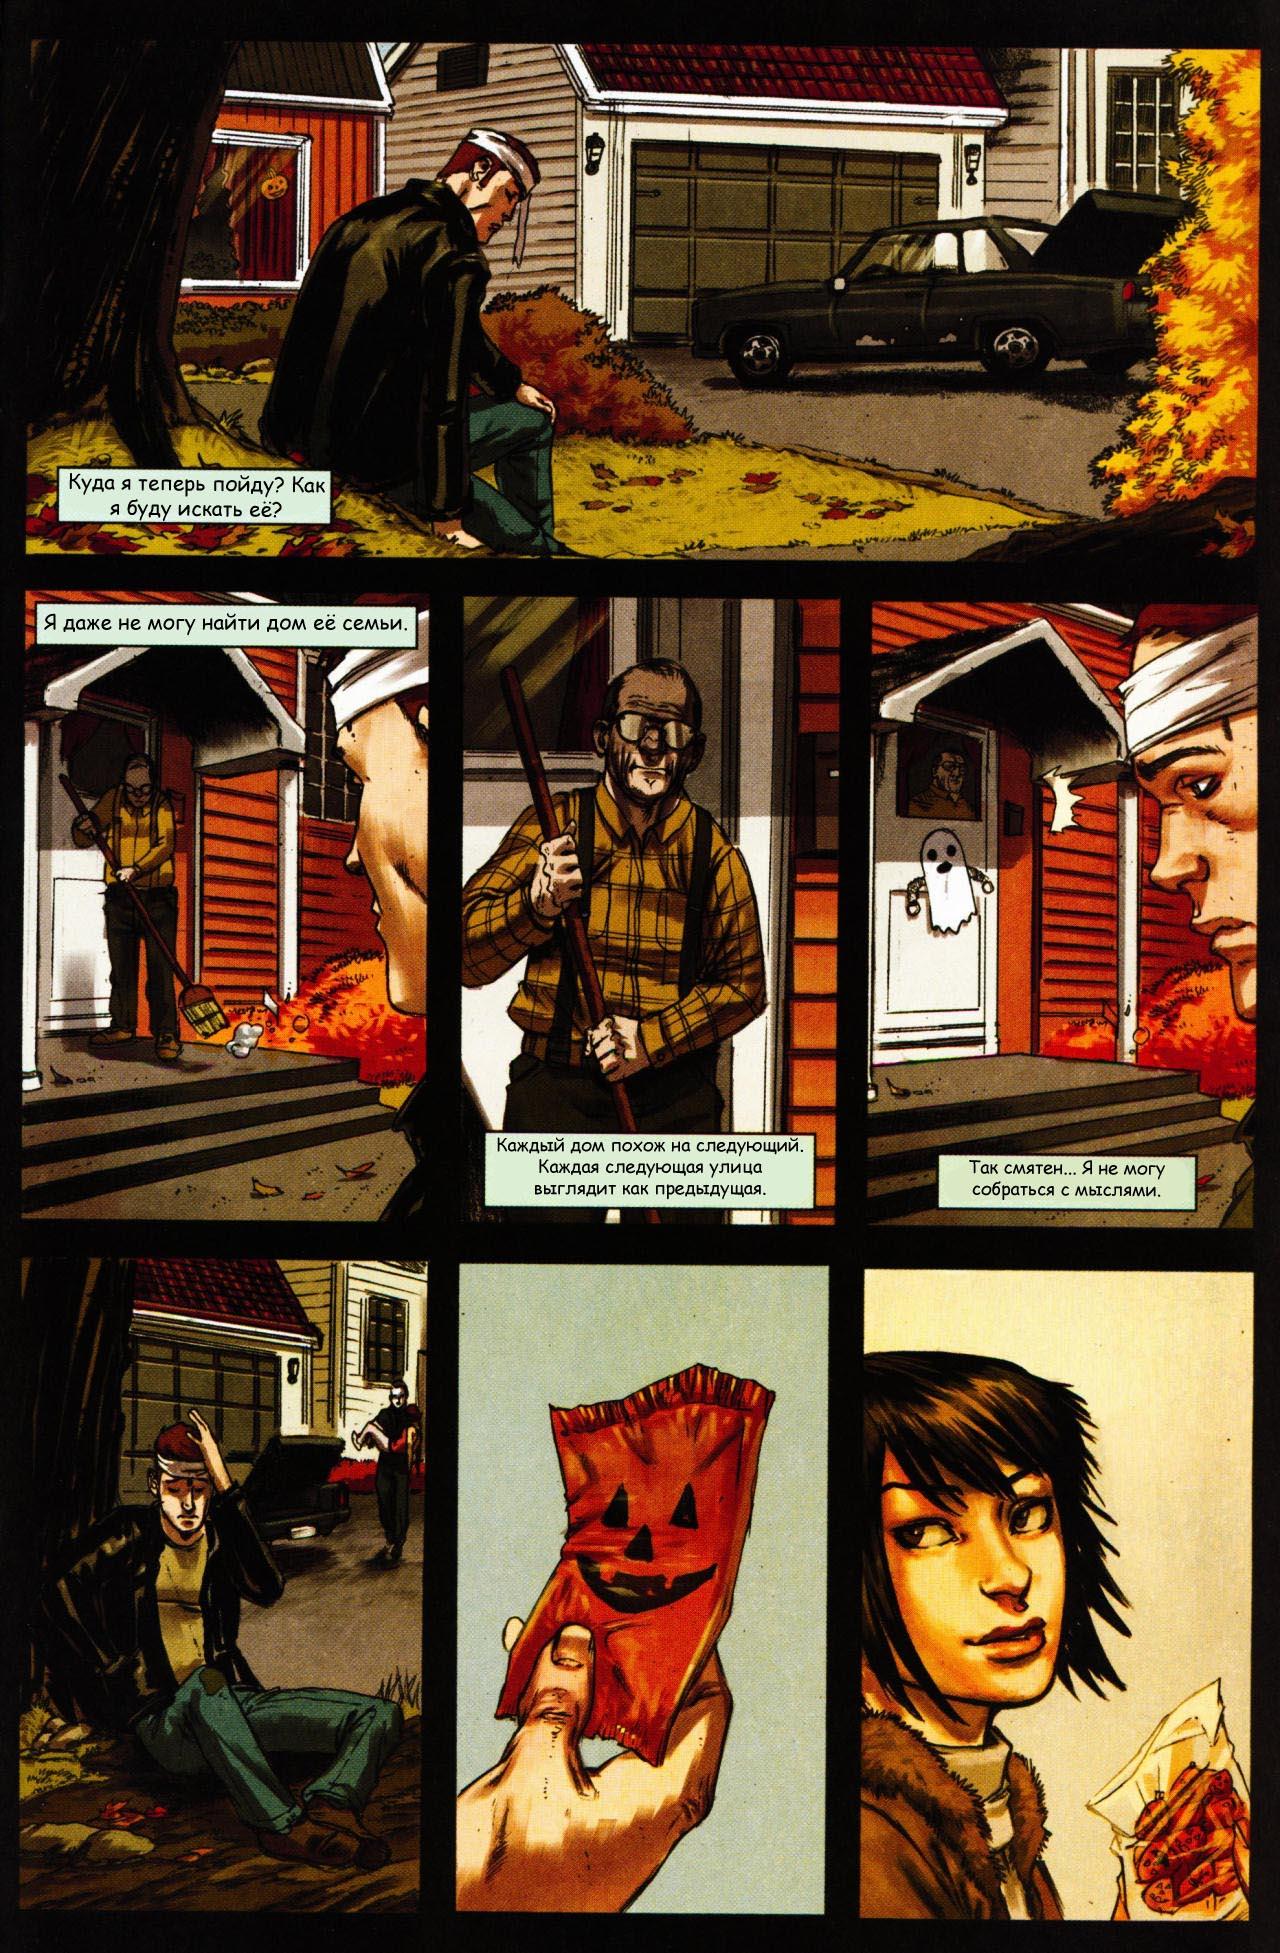 Куда я теперь пойду? Как
я буду искать её?
Я даже не могу найти дом её семьи.
Каждый дом похож на следующий.
Каждая следующая улица
выглядит как предыдущая.
Так смятен... Я не могу
собраться с мыслями.